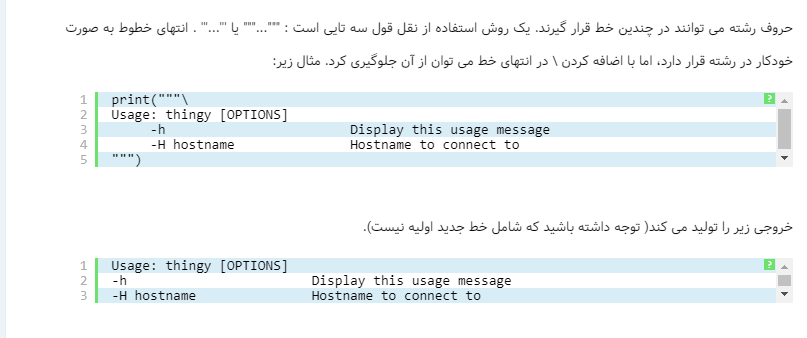 حروف رشته می توانند در چندین خط قرار گیرند. یک روش استفاده از نقل قول سه تایی است : """...""" یا '''...''' . انتهای خطوط به صورت
خودکار در رشته قرار دارد، اما با اضافه کردن \ در انتهای خط می توان از آن جلوگیری کرد. مثال زیر:
1 print("""\
2 Usage: thingy [OPTIONS]
3      -h                        Display this usage message
4      -H hostname               Hostname to connect to
5 """)
?
خروجی زیر را تولید می کند( توجه داشته باشید که شامل خط جدید اولیه نیست).
1 Usage: thingy [OPTIONS]
2 -h                        Display this usage message
3 -H hostname               Hostname to connect to
?